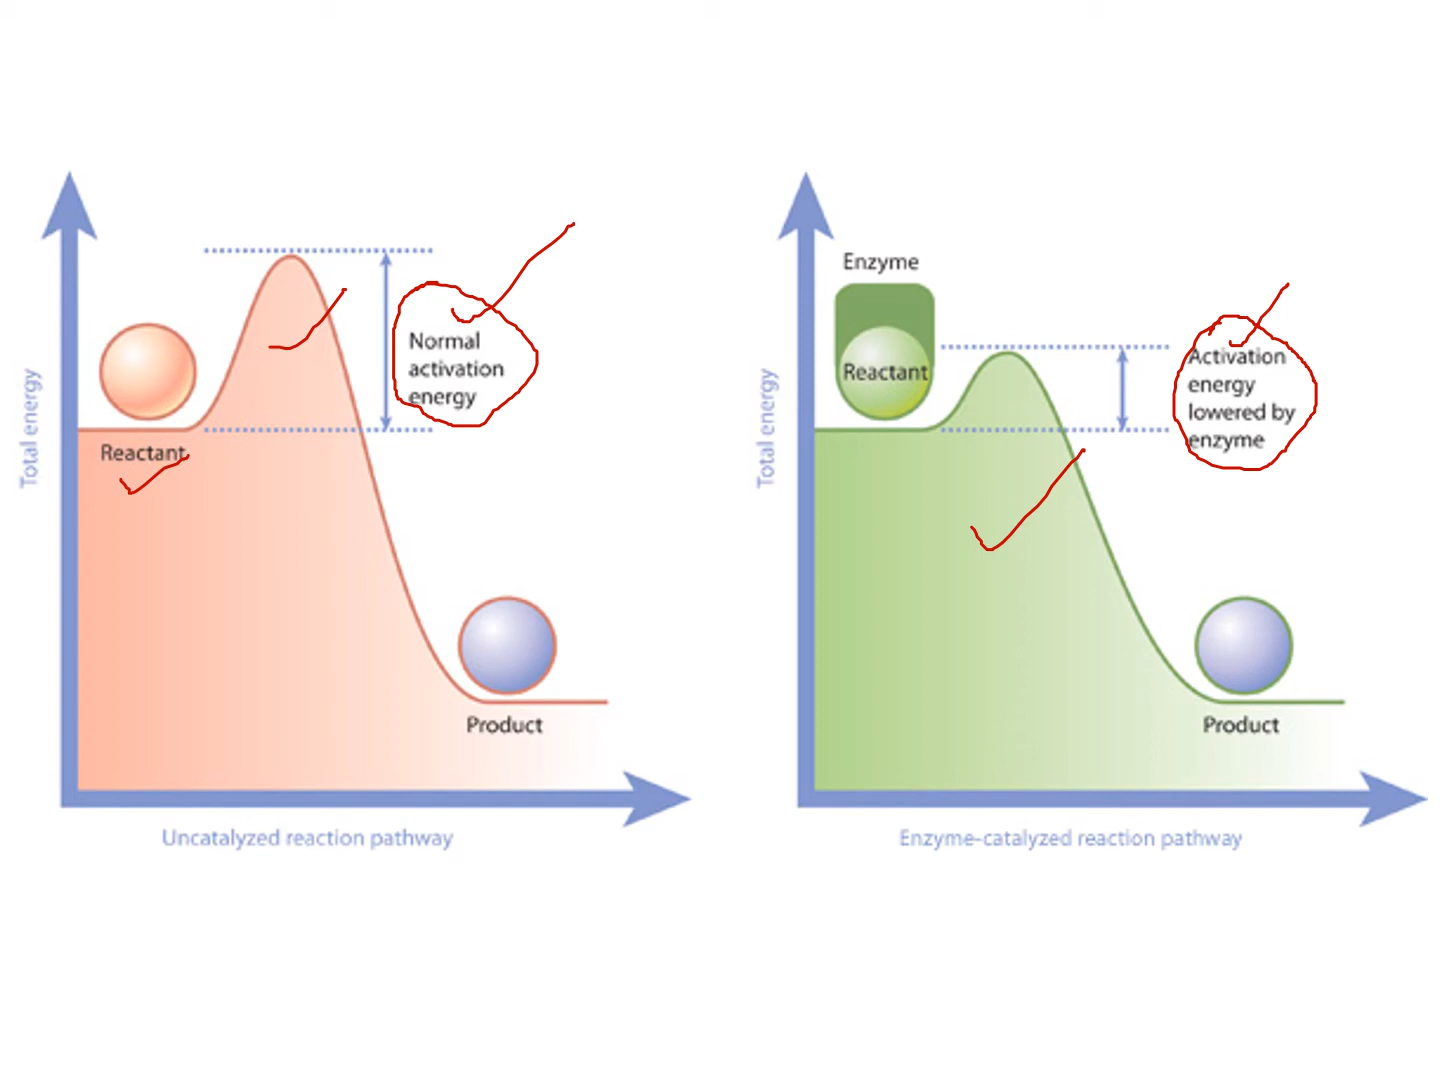 Total energy
Reactant
Normal
activation
energy
Product
Uncatalyzed reaction pathway
Total energy
Enzyme
Reactant
Activation
energy
lowered by
enzyme
Product
Enzyme-catalyzed reaction pathway